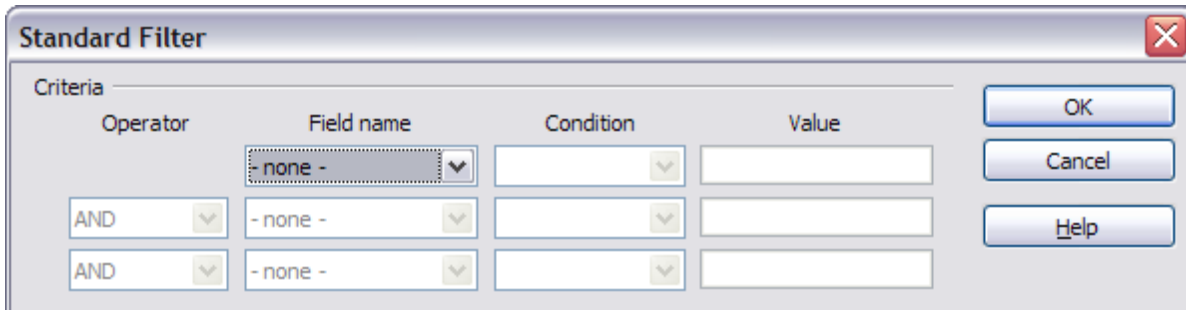 Standard Filter
Criteria
Operator Field name Condition Value
- none -
AND - none -
AND - none -
OK
Cancel
Help